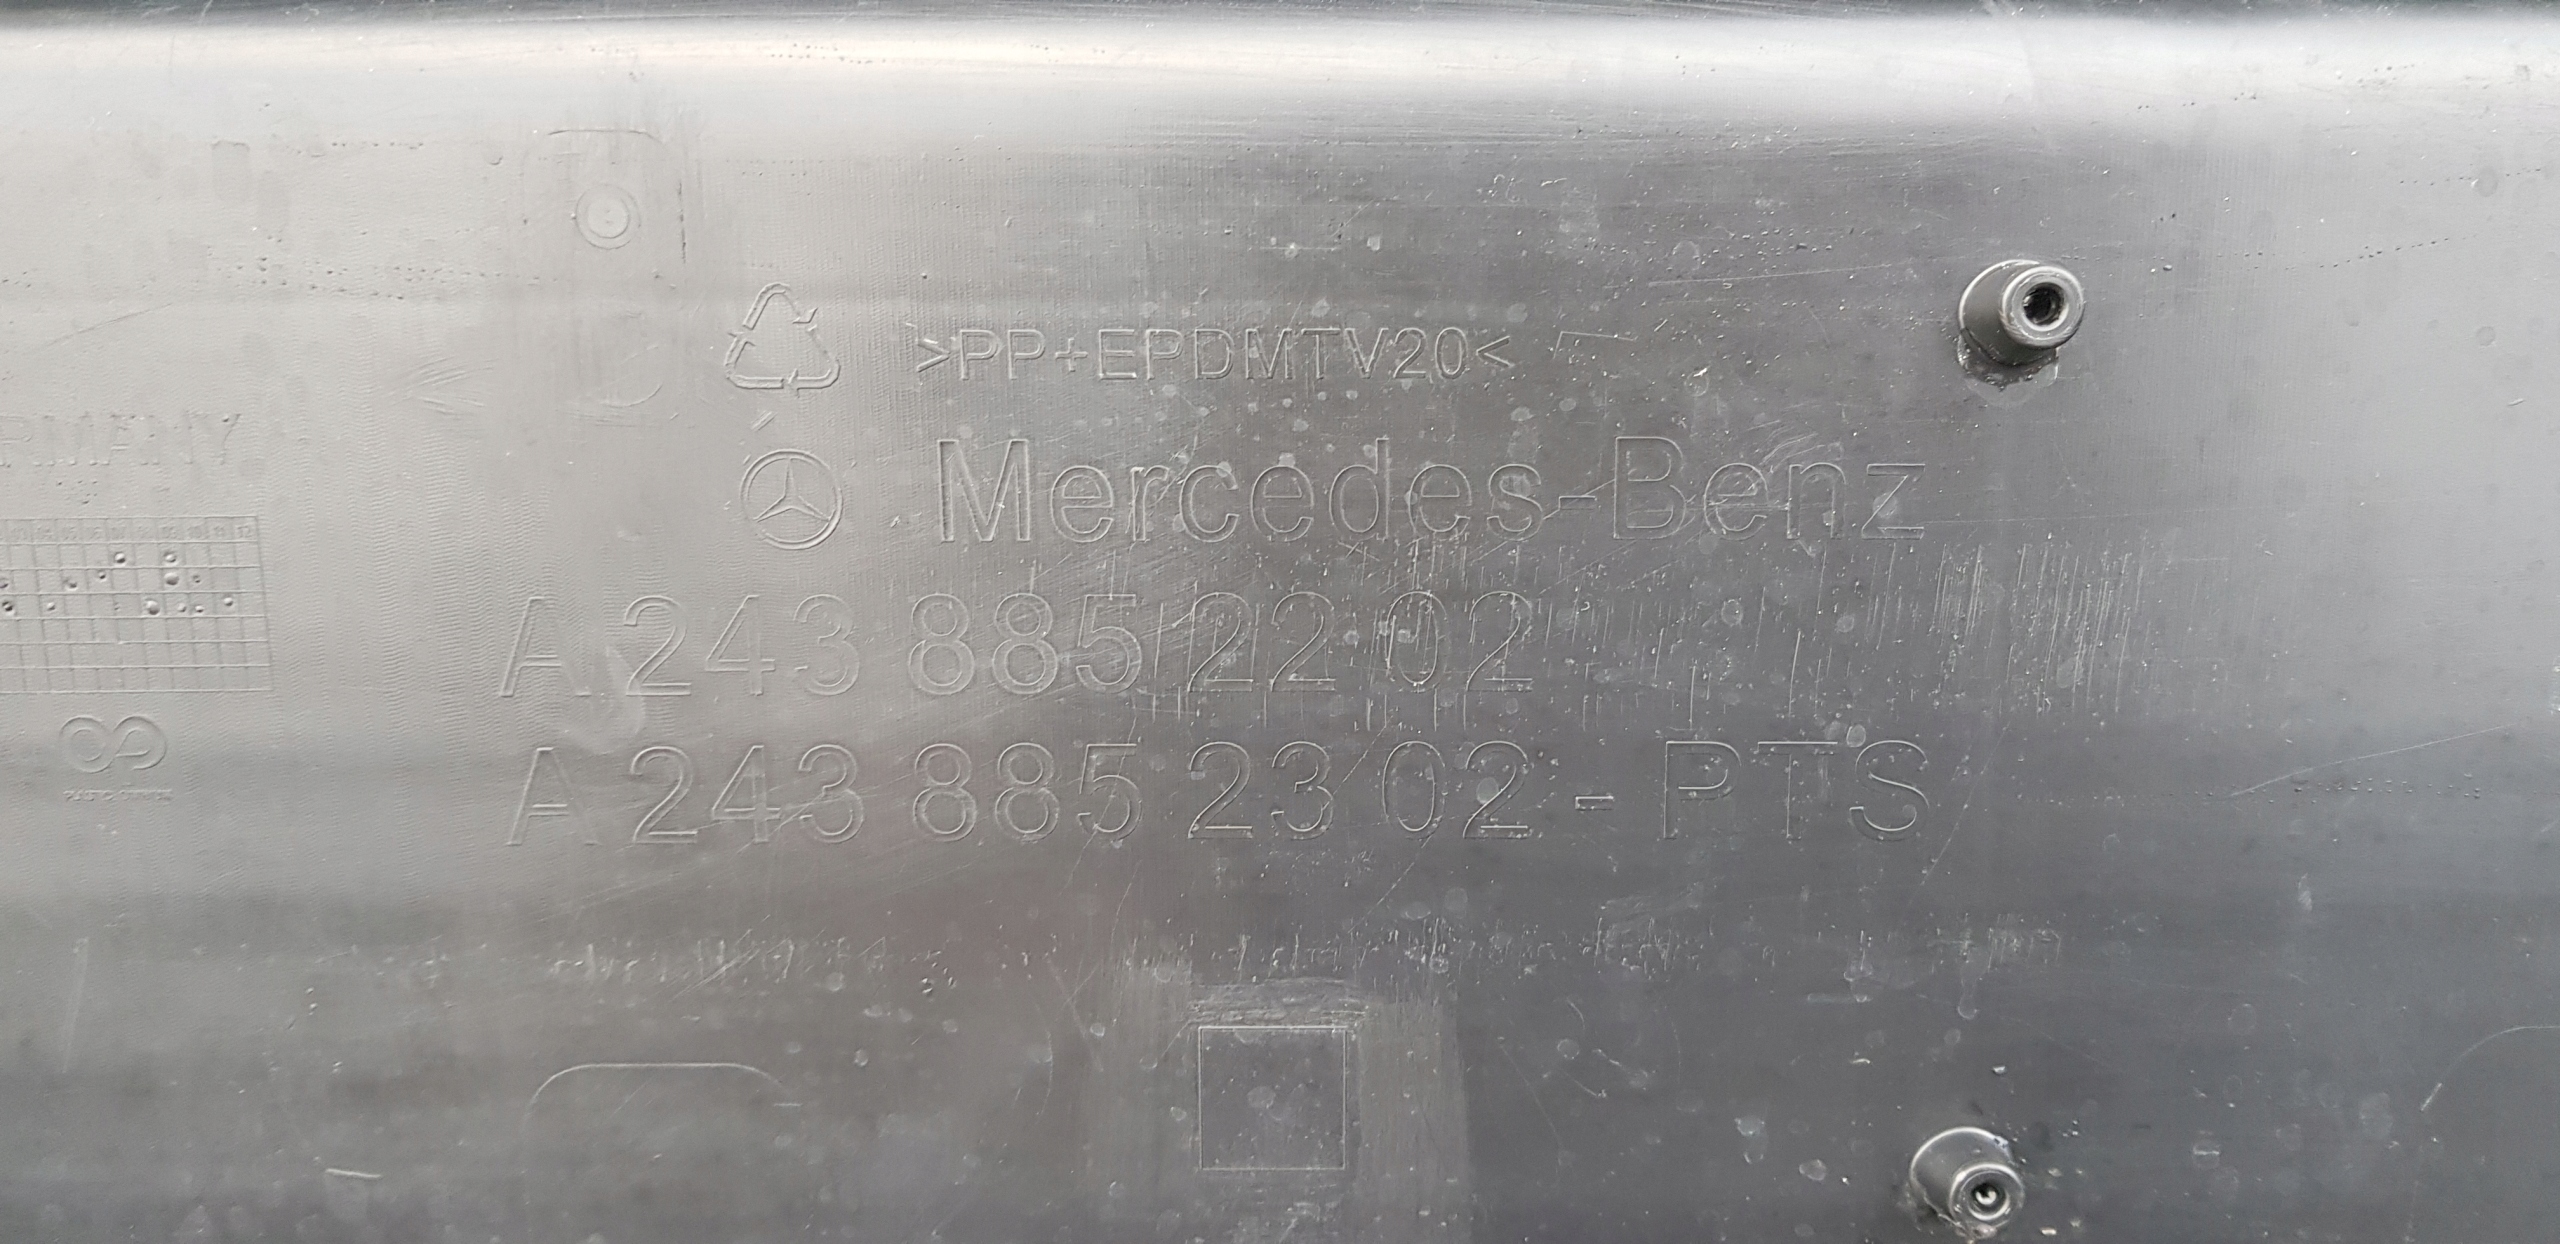 >PP+EPDMTV20<
Mercedes-Benz
A 243 885 22 02
A 243 885 23 02 - PTS